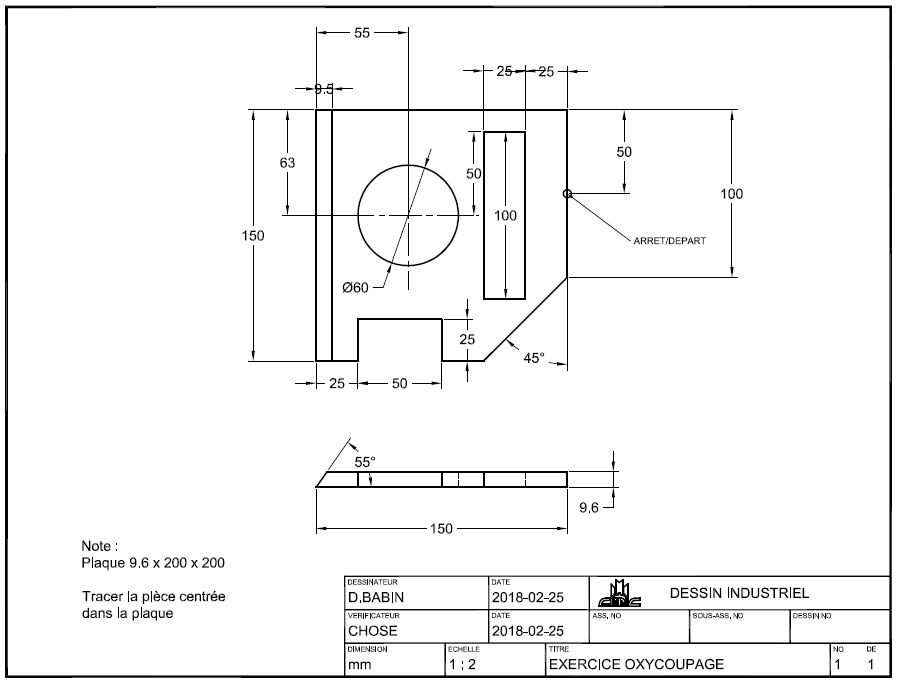 55
25
25
9.5
63
50
50
100
100
150
ARRET/DEPART
Ø60
25
45°
25
50
55°
9.6
150
Note :
Plaque 9.6 x 200 x 200
Tracer la pièce centrée
dans la plaque
DESSINATEUR
D.BABIN
DATE
2018-02-25
DESSIN INDUSTRIEL
VERIFICATEUR
CHOSE
DATE
2018-02-25
ASS. NO
SOUS-ASS. NO
DESSIN NO
DIMENSION
mm
ECHELLE
1 : 2
TITRE
EXERCICE OXYCOUPAGE
NO
1
DE
1